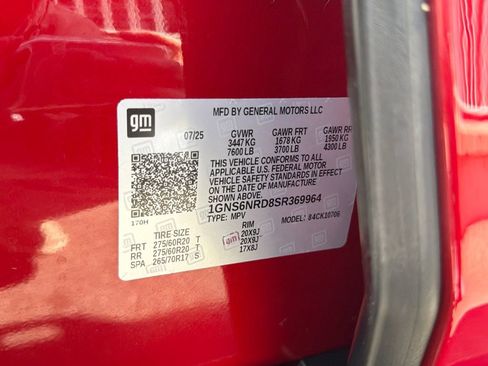 gm
MFD BY GENERAL MOTORS LLC
07/25 GVWR GAWR FRT GAWR RR
3447 KG 1678 KG 1950 KG
7600 LB 3700 LB 4300 LB
THIS VEHICLE CONFORMS TO ALL
APPLICABLE U.S. FEDERAL MOTOR
VEHICLE SAFETY STANDARDS IN EFFECT
ON THE DATE OF MANUFACTURE
SHOWN ABOVE.
1GNS6NRD8SR369964
170H TYPE: MPV MODEL: 84CK10706
TIRE SIZE RIM
FRT 275/60R20 T 20X9J
RR 275/60R20 T 20X9J
SPA 265/70R17 S 17X8J